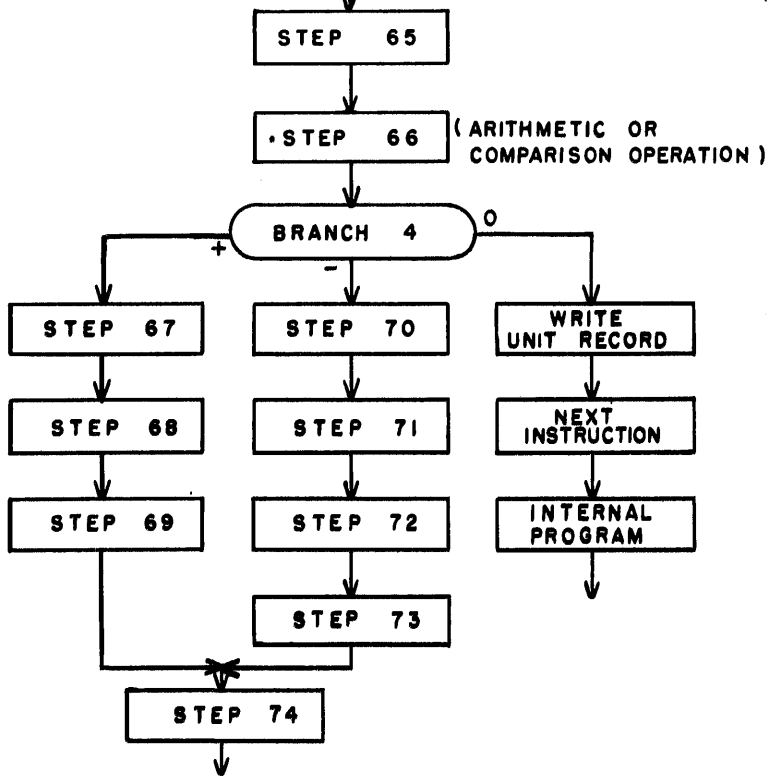 STEP 65
STEP 66
(ARITHMETIC OR
COMPARISON OPERATION)
BRANCH 4
+
-
O
STEP 67
STEP 70
WRITE
UNIT RECORD
STEP 68
STEP 71
NEXT
INSTRUCTION
STEP 69
STEP 72
INTERNAL
PROGRAM
STEP 73
STEP 74